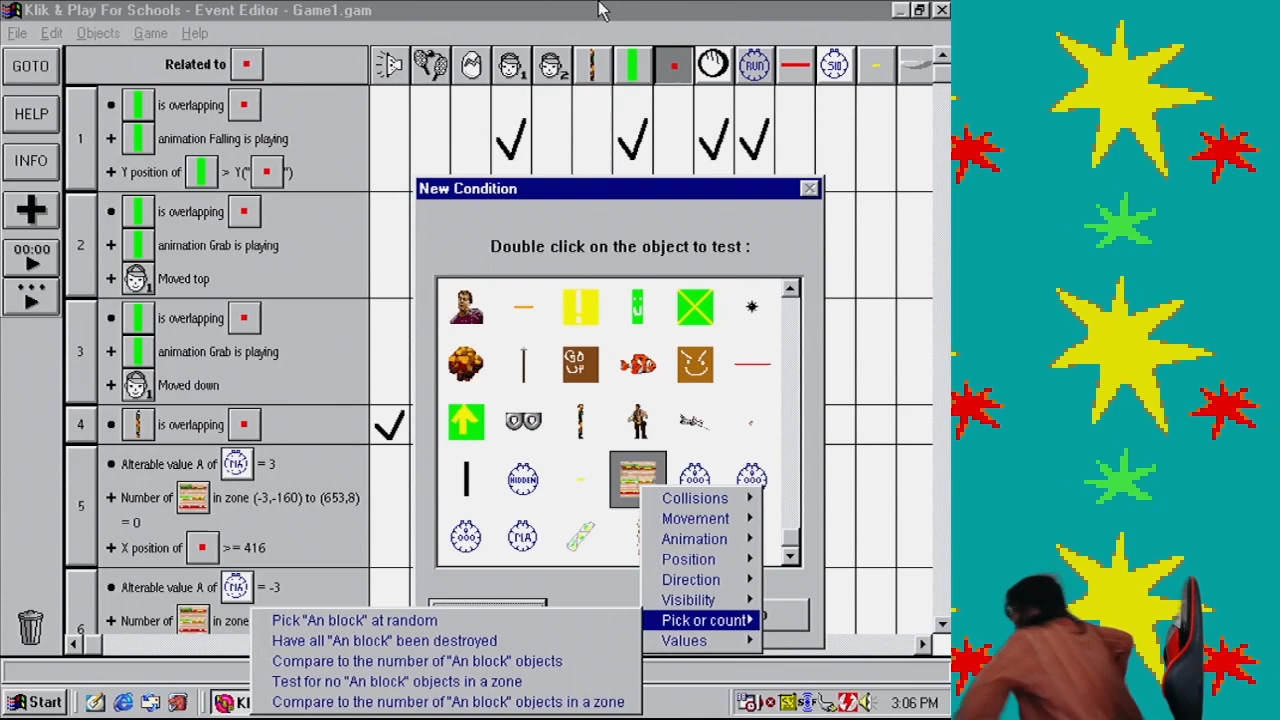 Klik & Play For Schools - Event Editor - Game1.gam
File Edit Objects Game Help
GOTO
HELP
INFO
00:00
Related to
RUN
1
2
1
is overlapping
+ animation Falling is playing
+ Y position of > Y(" ")
2
is overlapping
+ animation Grab is playing
+ Moved top
3
is overlapping
+ animation Grab is playing
+ Moved down
4
is overlapping
5
Alterable value A of = 3
+ Number of in zone (-3,-160) to (653,8)
= 0
+ X position of >= 416
6
Alterable value A of = -3
+ Number of in zone
New Condition
Double click on the object to test :
HIDDEN
000
000
000
Collisions
Movement
Animation
Position
Direction
Visibility
Pick or count
Values
Pick "An block" at random
Have all "An block" been destroyed
Compare to the number of "An block" objects
Test for no "An block" objects in a zone
Compare to the number of "An block" objects in a zone
Start
3:06 PM